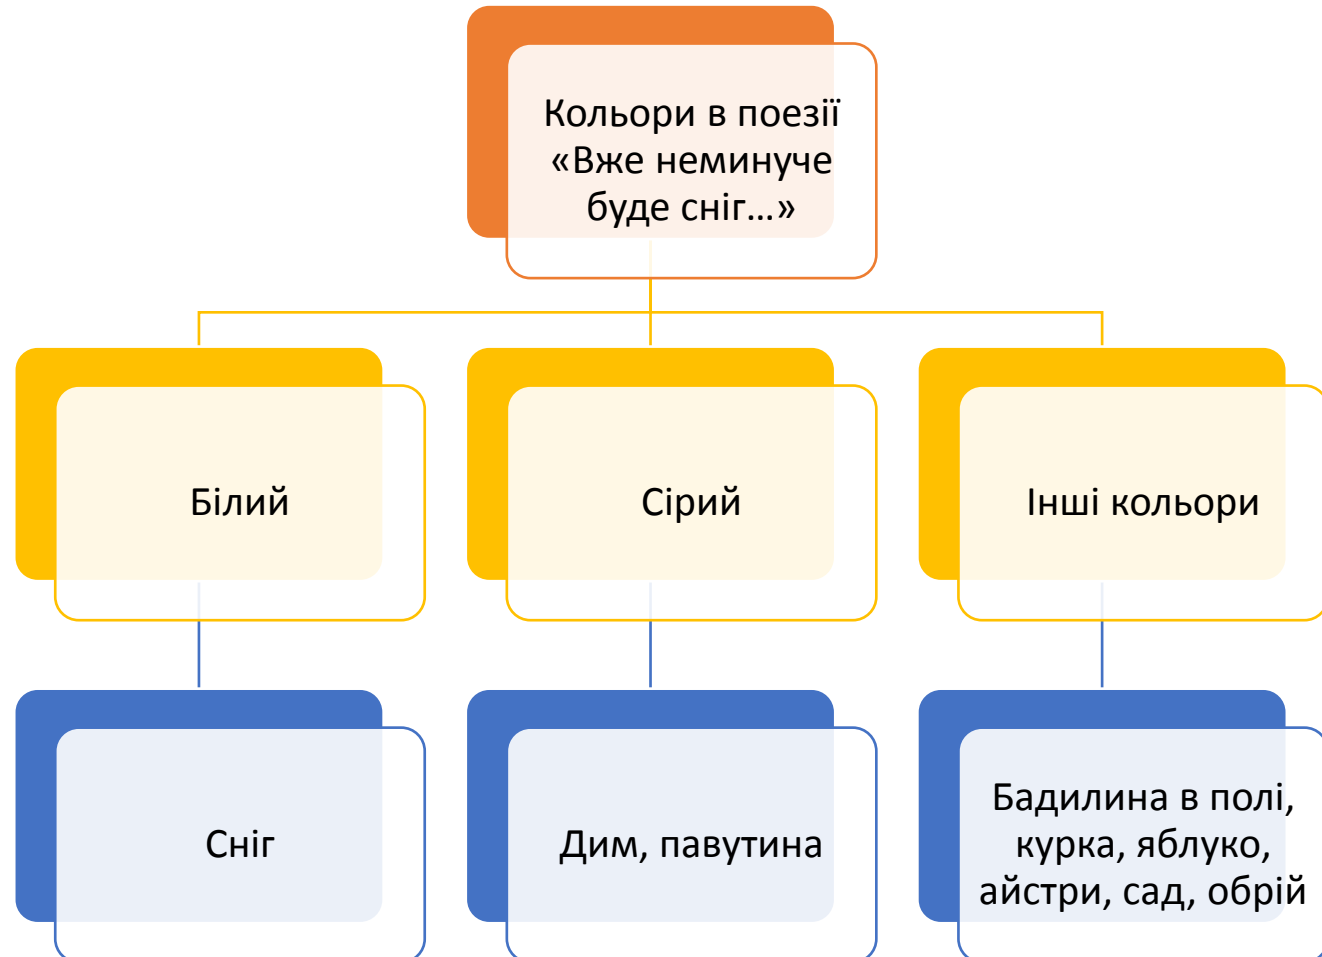 Кольори в поезії
«Вже неминуче
буде сніг…»
Білий
Сірий
Інші кольори
Сніг
Дим, павутина
Бадилина в полі,
курка, яблуко,
айстри, сад, обрій